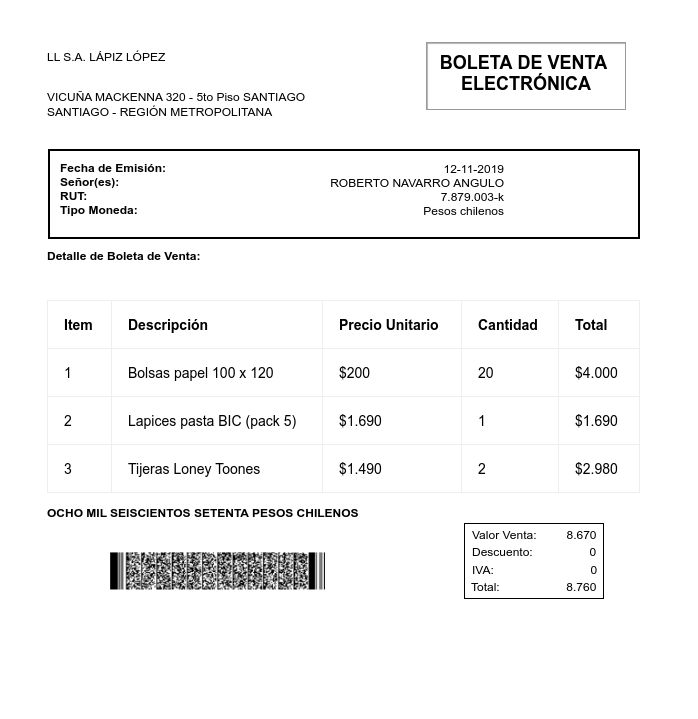 LL S.A. LÁPIZ LÓPEZ
BOLETA DE VENTA
ELECTRÓNICA
VICUÑA MACKENNA 320 - 5to Piso SANTIAGO
SANTIAGO - REGIÓN METROPOLITANA
Fecha de Emisión: 12-11-2019
Señor(es): ROBERTO NAVARRO ANGULO
RUT: 7.879.003-k
Tipo Moneda: Pesos chilenos
Detalle de Boleta de Venta:
Item Descripción Precio Unitario Cantidad Total
1 Bolsas papel 100 x 120 $200 20 $4.000
2 Lapices pasta BIC (pack 5) $1.690 1 $1.690
3 Tijeras Loney Toones $1.490 2 $2.980
OCHO MIL SEISCIENTOS SETENTA PESOS CHILENOS
Valor Venta: 8.670
Descuento: 0
IVA: 0
Total: 8.760